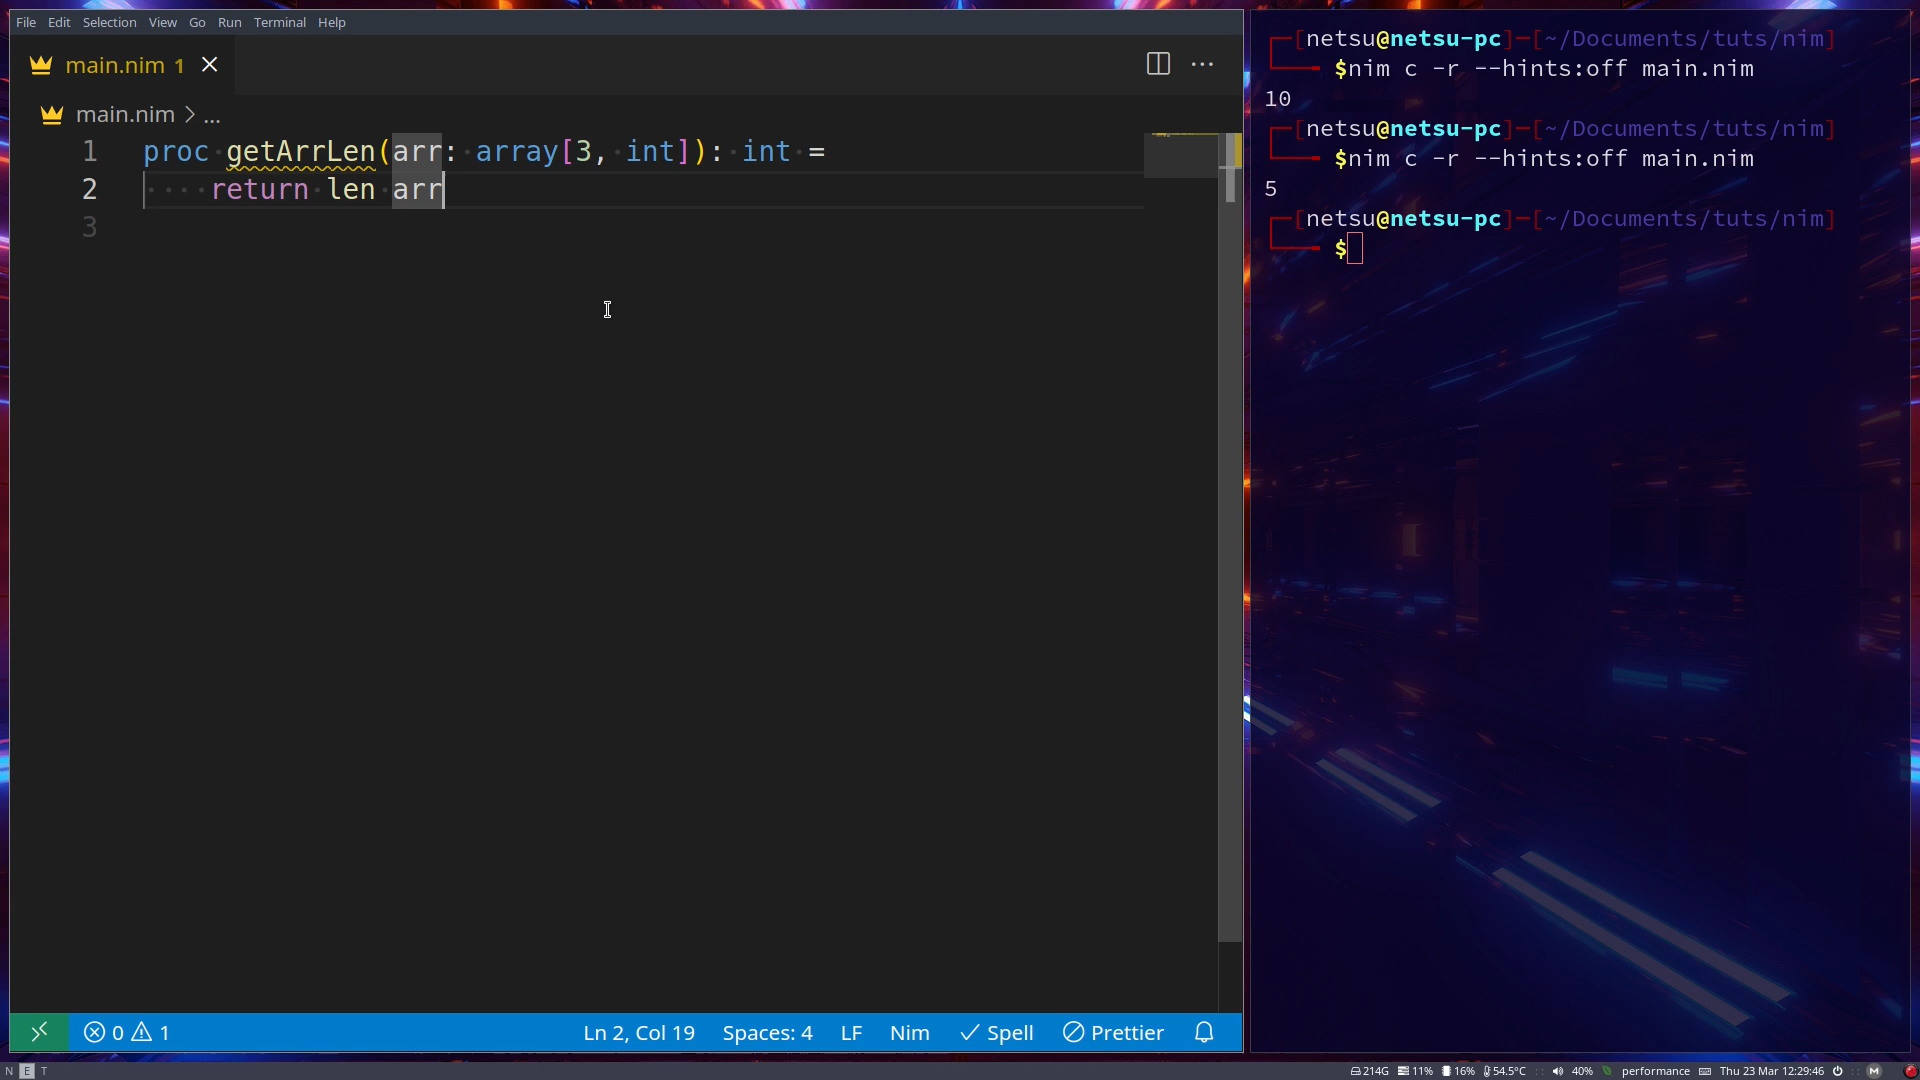 File Edit Selection View Go Run Terminal Help
main.nim 1
main.nim > ...
1 proc getArrLen(arr: array[3, int]): int =
2 return len arr
3
0 1 Ln 2, Col 19 Spaces: 4 LF Nim Spell Prettier
[netsu@netsu-pc]-[~/Documents/tuts/nim]
$nim c -r --hints:off main.nim
10
[netsu@netsu-pc]-[~/Documents/tuts/nim]
$nim c -r --hints:off main.nim
5
[netsu@netsu-pc]-[~/Documents/tuts/nim]
$
N E T 214G 11% 16% 54.5°C 40% performance Thu 23 Mar 12:29:46 M